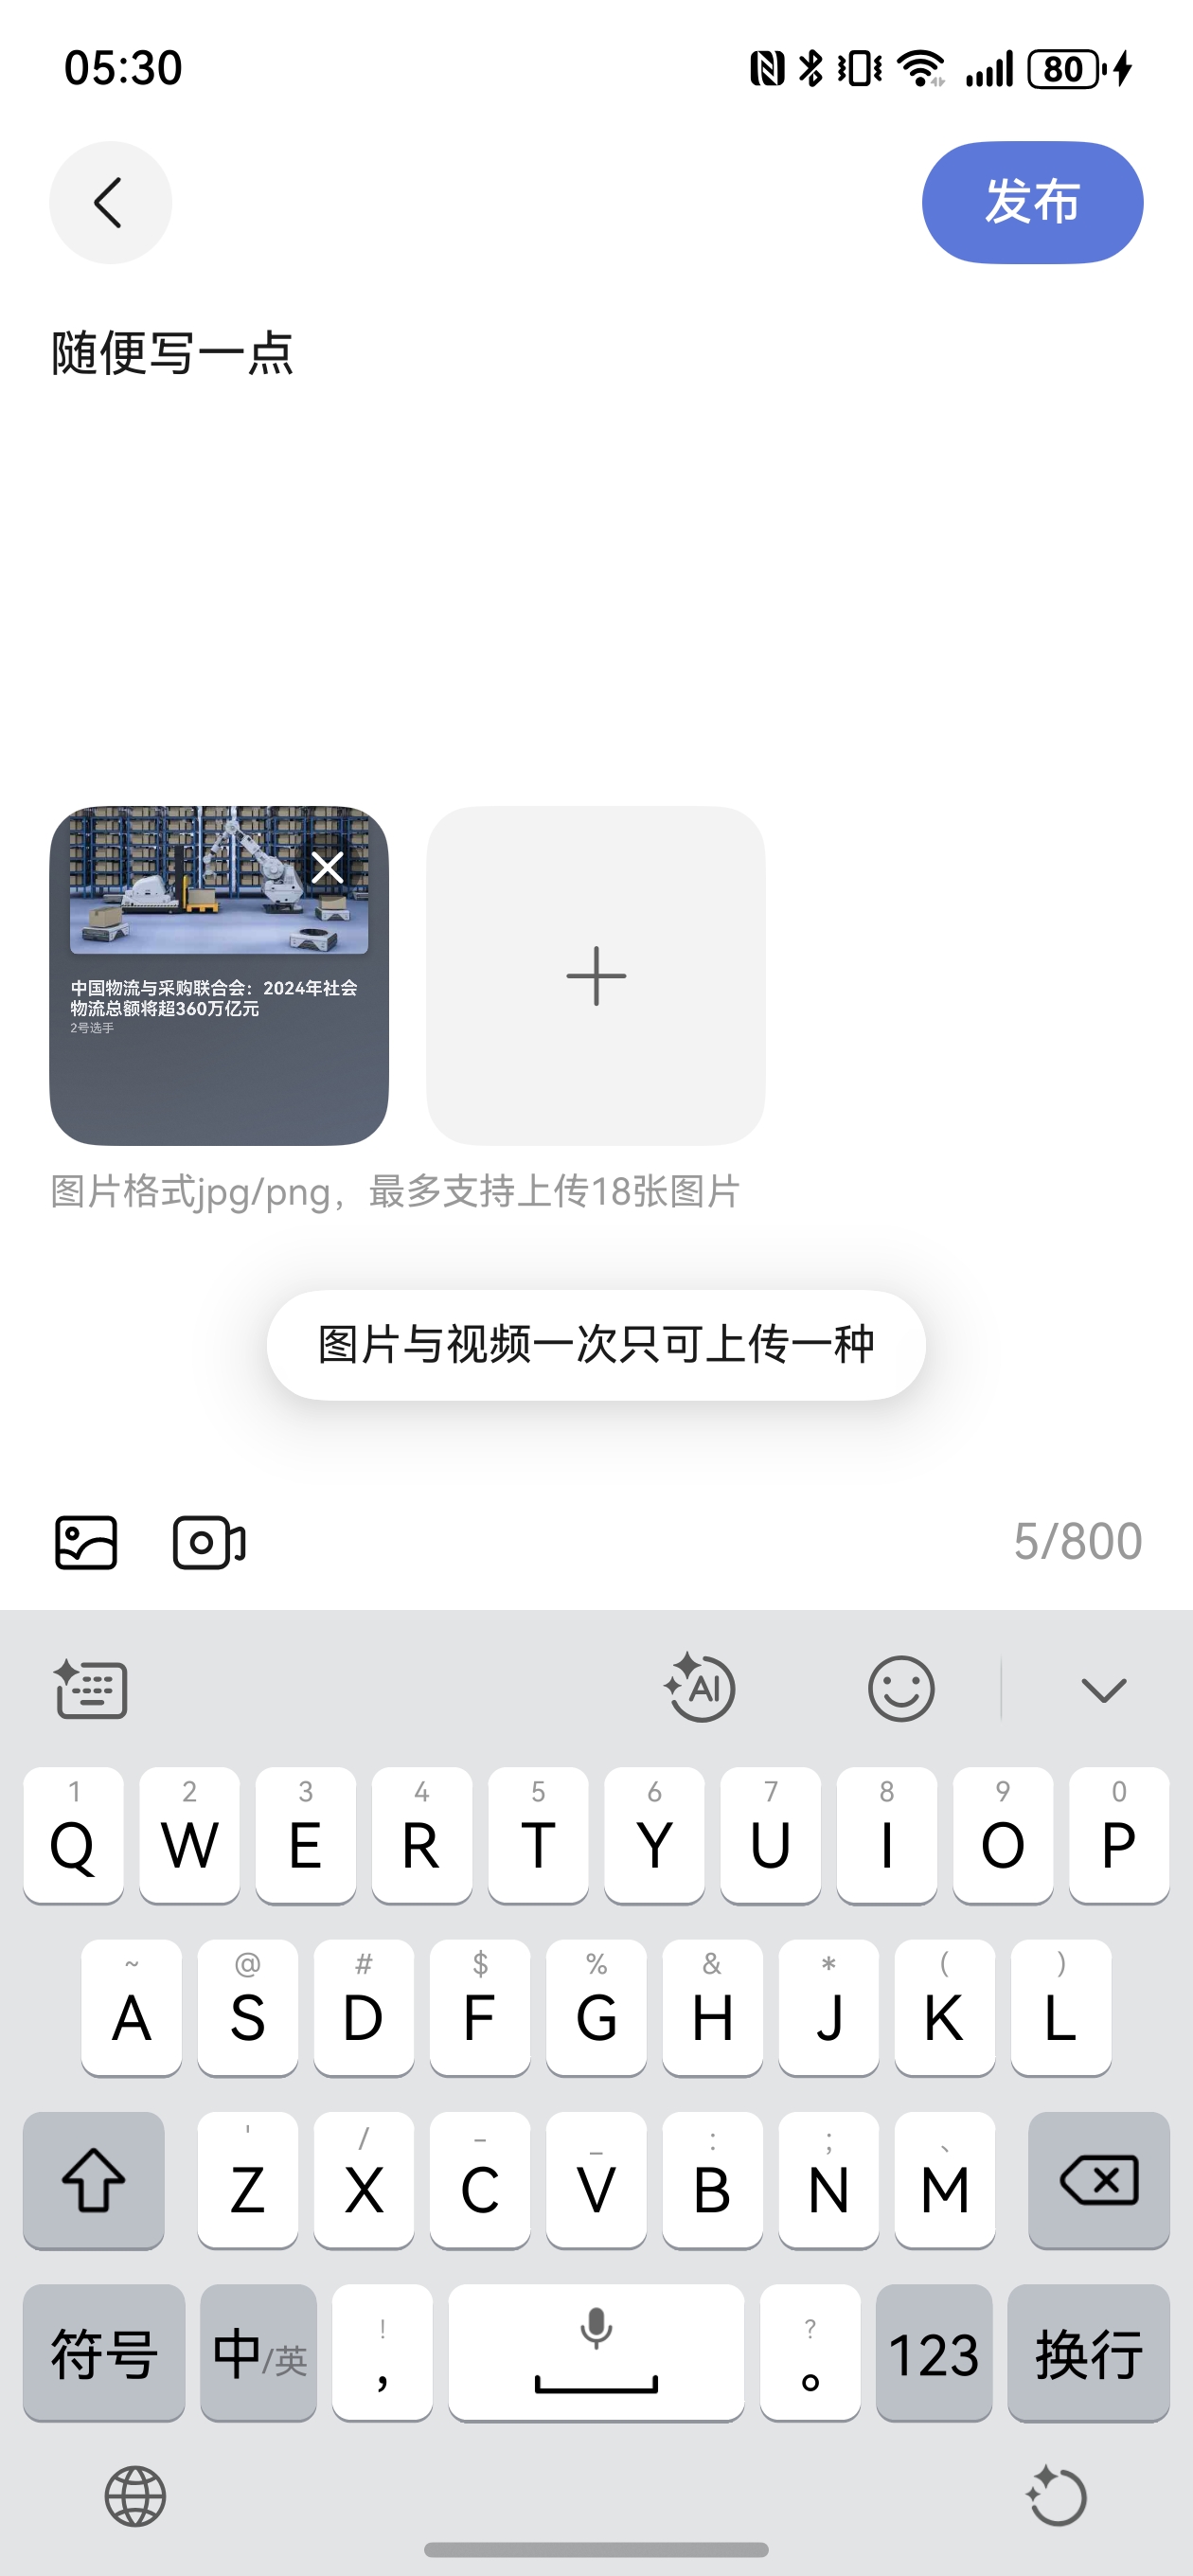 05:30
80
发布
随便写一点
中国物流与采购联合会：2024年社会
物流总额将超360万亿元
2号选手
图片格式jpg/png，最多支持上传18张图片
图片与视频一次只可上传一种
5/800
AI
1 2 3 4 5 6 7 8 9 0
Q W E R T Y U I O P
~ @ # $ % & * ( )
A S D F G H J K L
' / - _ : ; 、
Z X C V B N M
! ?
符号 中/英 , 。 123 换行